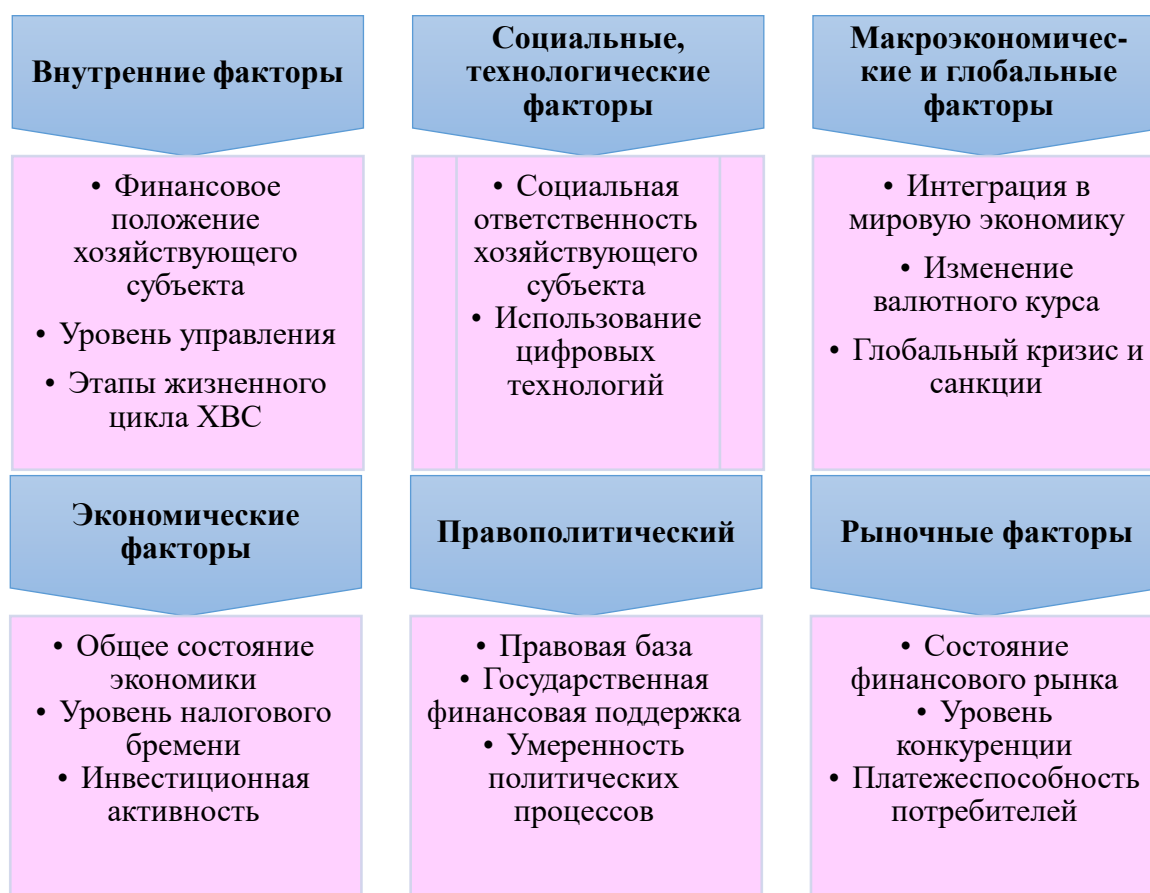 Внутренние факторы
• Финансовое
положение
хозяйствующего
субъекта
• Уровень управления
• Этапы жизненного
цикла ХВС
Социальные,
технологические
факторы
• Социальная
ответственность
хозяйствующего
субъекта
• Использование
цифровых
технологий
Макроэкономичес-
кие и глобальные
факторы
• Интеграция в
мировую экономику
• Изменение
валютного курса
• Глобальный кризис и
санкции
Экономические
факторы
• Общее состояние
экономики
• Уровень налогового
бремени
• Инвестиционная
активность
Правополитический
• Правовая база
• Государственная
финансовая поддержка
• Умеренность
политических
процессов
Рыночные факторы
• Состояние
финансового рынка
• Уровень
конкуренции
• Платежеспособность
потребителей